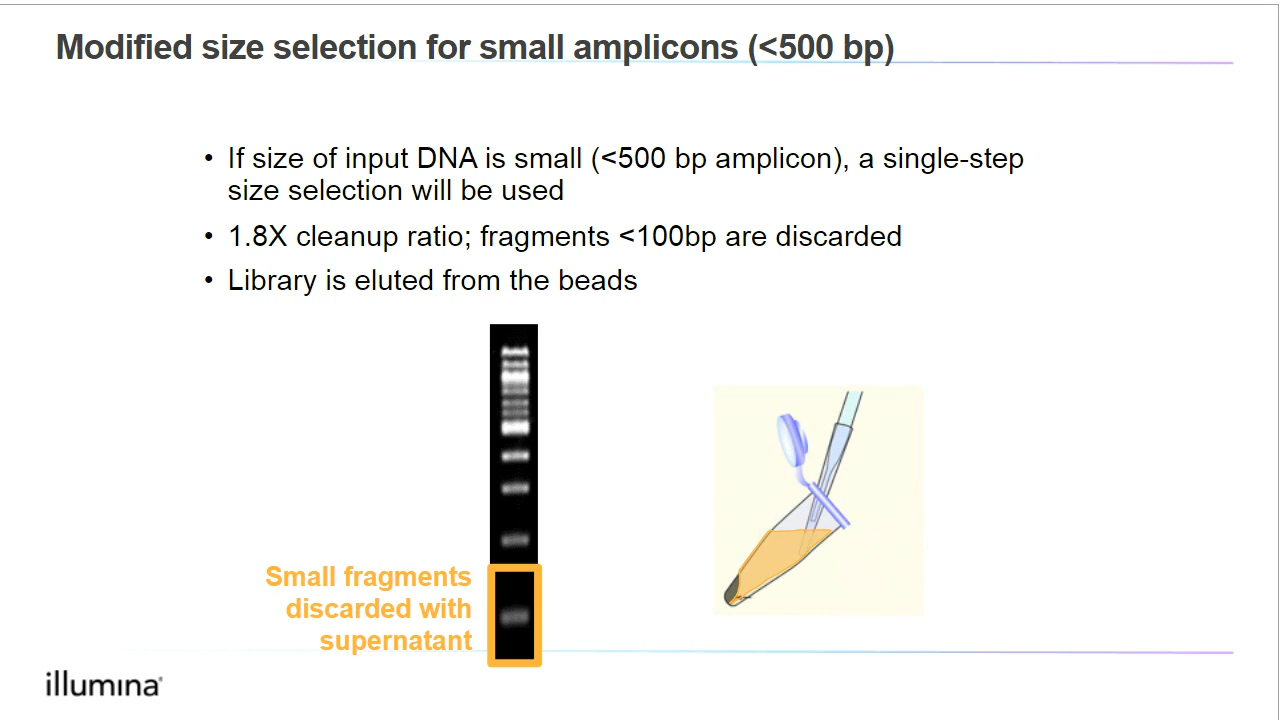 Modified size selection for small amplicons (<500 bp)
• If size of input DNA is small (<500 bp amplicon), a single-step
size selection will be used
• 1.8X cleanup ratio; fragments <100bp are discarded
• Library is eluted from the beads
Small fragments
discarded with
supernatant
illumina®